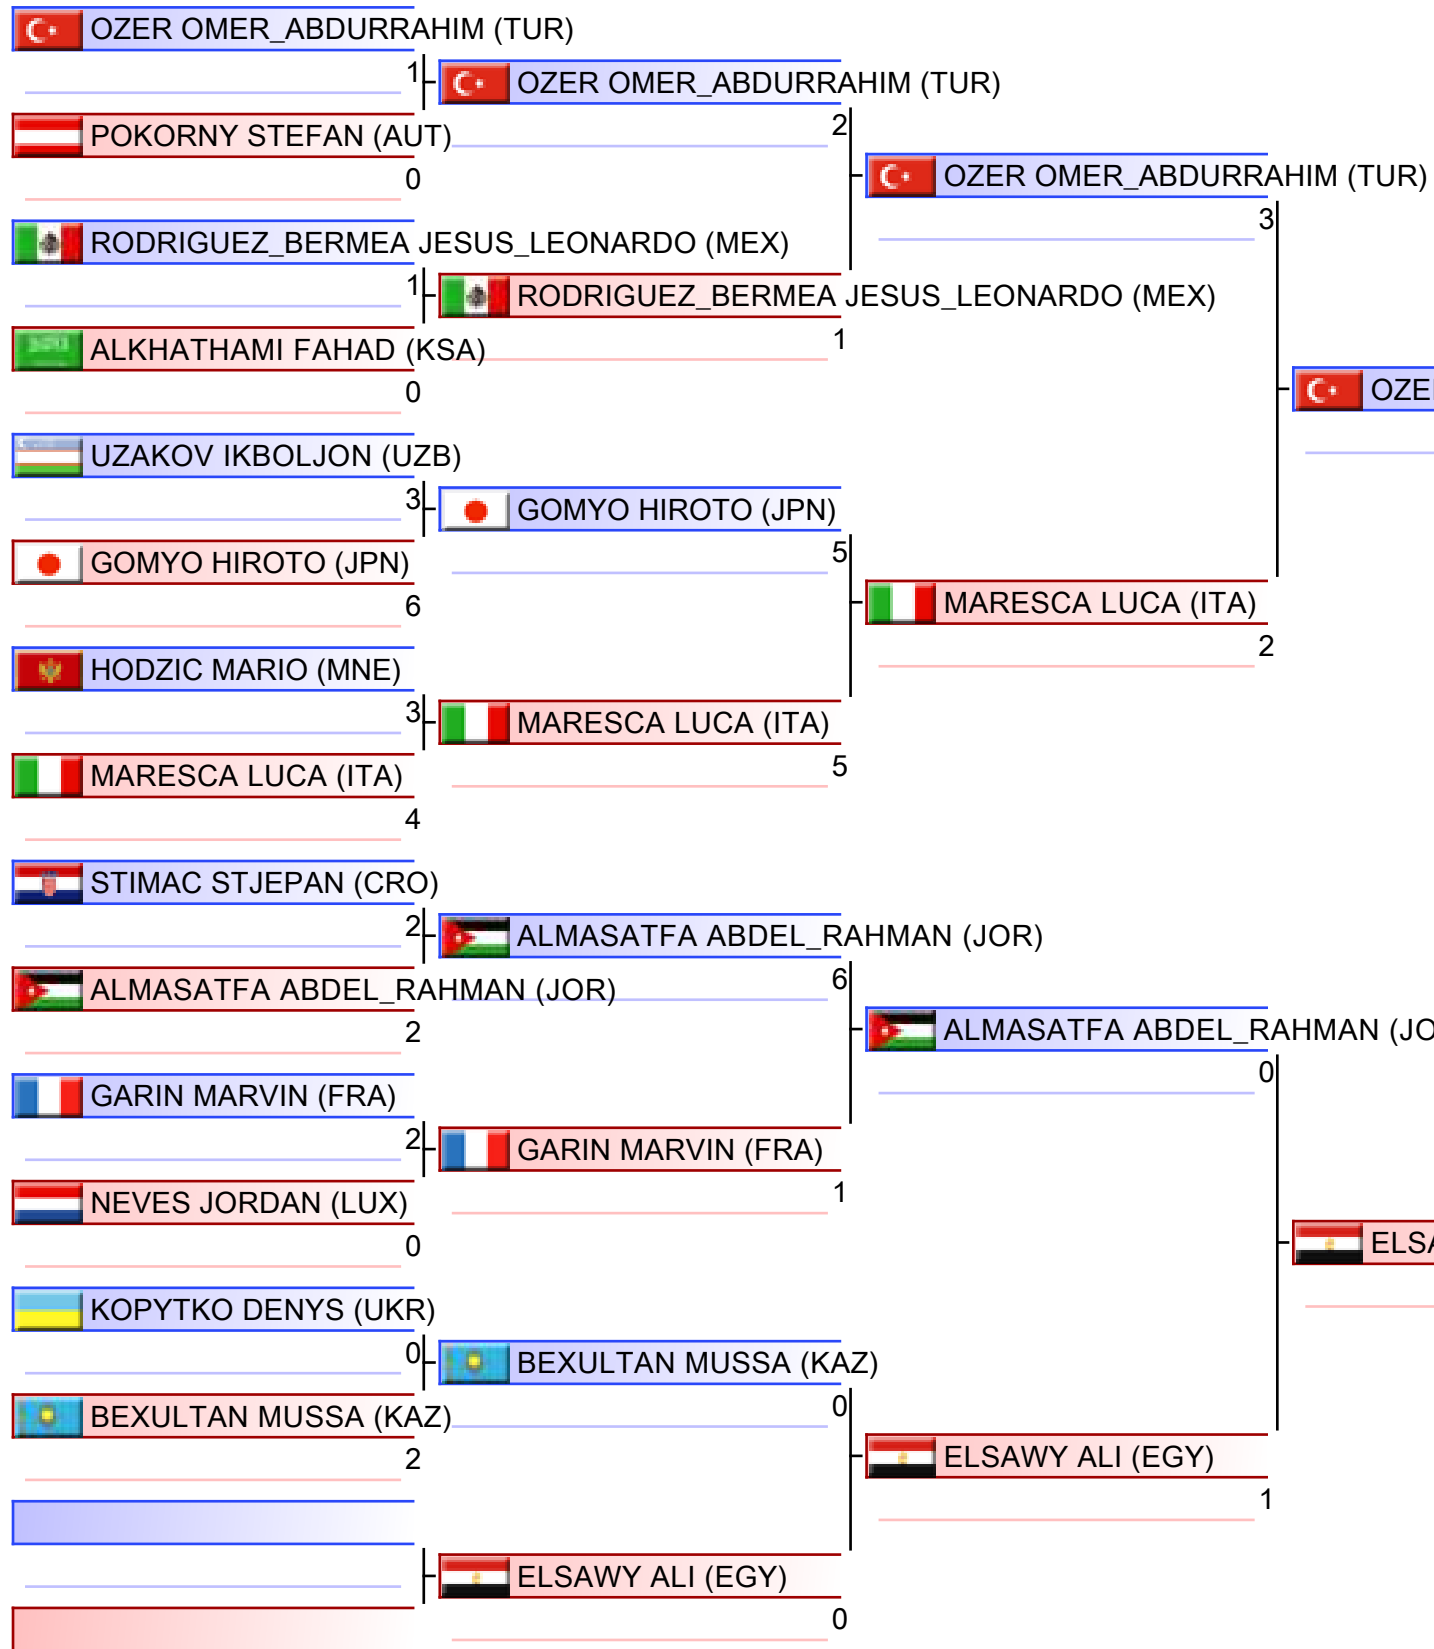 OZER OMER_ABDURRAHIM (TUR)
1
POKORNY STEFAN (AUT)
0
RODRIGUEZ_BERMEA JESUS_LEONARDO (MEX)
1
ALKHATHAMI FAHAD (KSA)
0
UZAKOV IKBOLJON (UZB)
3
GOMYO HIROTO (JPN)
6
HODZIC MARIO (MNE)
3
MARESCA LUCA (ITA)
4
STIMAC STJEPAN (CRO)
2
ALMASATFA ABDEL_RAHMAN (JOR)
2
GARIN MARVIN (FRA)
2
NEVES JORDAN (LUX)
0
KOPYTKO DENYS (UKR)
0
BEXULTAN MUSSA (KAZ)
2
OZER OMER_ABDURRAHIM (TUR)
2
RODRIGUEZ_BERMEA JESUS_LEONARDO (MEX)
1
GOMYO HIROTO (JPN)
5
MARESCA LUCA (ITA)
5
ALMASATFA ABDEL_RAHMAN (JOR)
6
GARIN MARVIN (FRA)
1
BEXULTAN MUSSA (KAZ)
0
ELSAWY ALI (EGY)
0
OZER OMER_ABDURRAHIM (TUR)
3
MARESCA LUCA (ITA)
2
ALMASATFA ABDEL_RAHMAN (JO
0
ELSAWY ALI (EGY)
1
OZE
ELSA